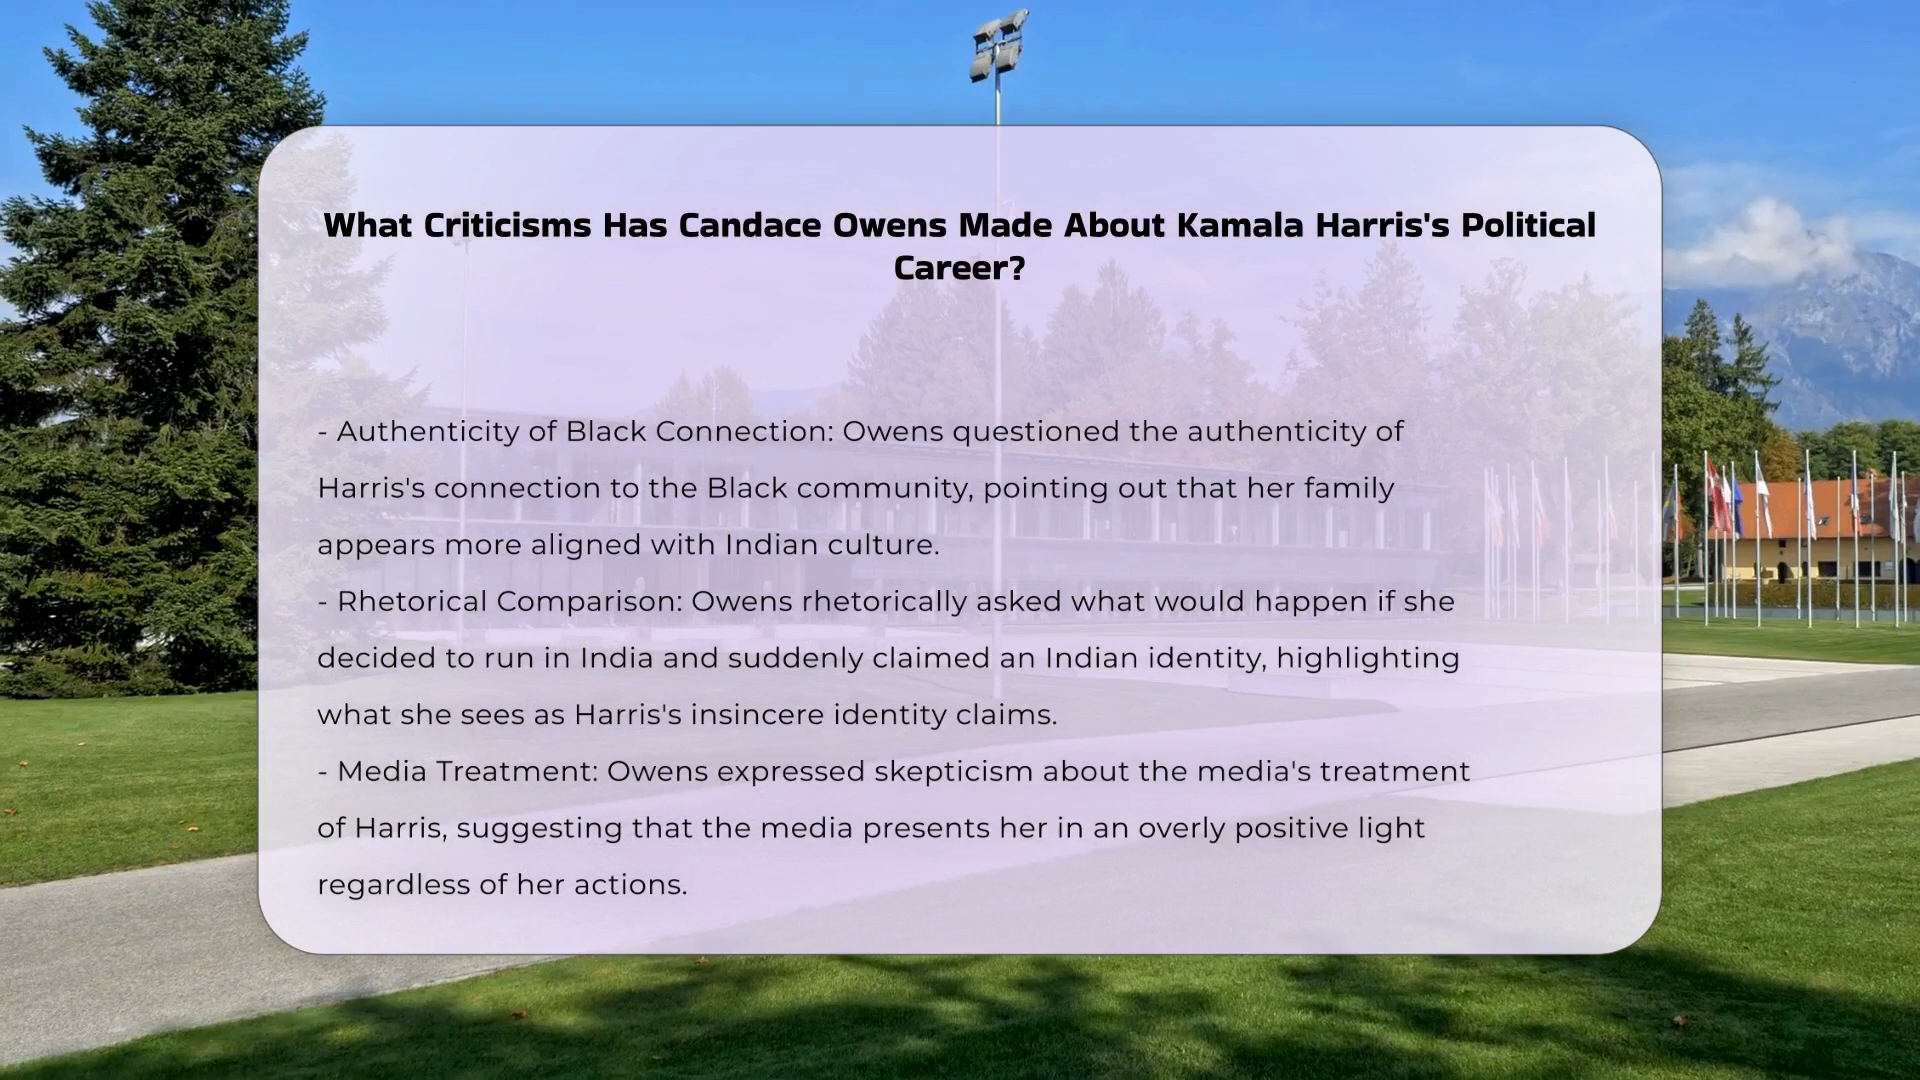 What Criticisms Has Candace Owens Made About Kamala Harris's Political
Career?
- Authenticity of Black Connection: Owens questioned the authenticity of
Harris's connection to the Black community, pointing out that her family
appears more aligned with Indian culture.
- Rhetorical Comparison: Owens rhetorically asked what would happen if she
decided to run in India and suddenly claimed an Indian identity, highlighting
what she sees as Harris's insincere identity claims.
- Media Treatment: Owens expressed skepticism about the media's treatment
of Harris, suggesting that the media presents her in an overly positive light
regardless of her actions.